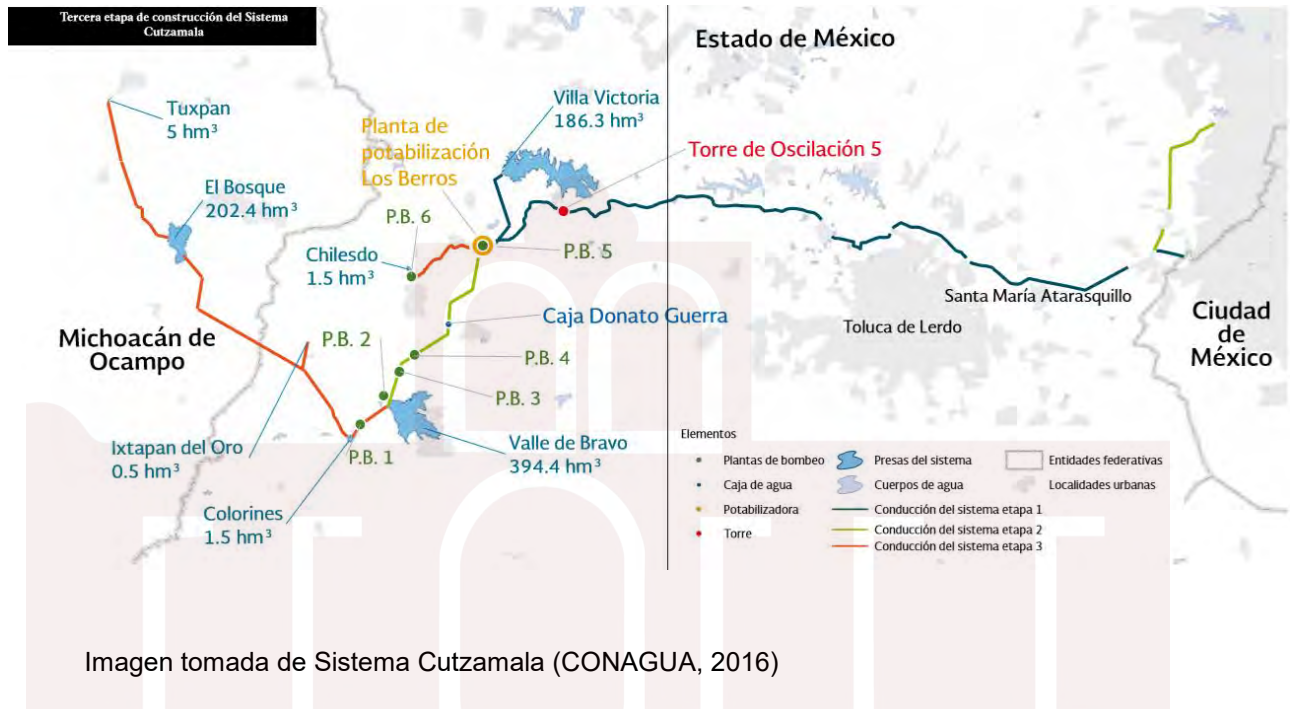 Tercera etapa de construcción del Sistema
Cutzamala
Estado de México
Tuxpan
5 hm³
Villa Victoria
186.3 hm³
Planta de
potabilización
Los Berros
Torre de Oscilación 5
El Bosque
202.4 hm³
P.B. 6
Chilesdo
1.5 hm³
P.B. 5
Santa María Atarasquillo
Caja Donato Guerra
Toluca de Lerdo
Ciudad
de
México
Michoacán de
Ocampo
P.B. 2
P.B. 4
P.B. 3
Ixtapan del Oro
0.5 hm³
P.B. 1
Valle de Bravo
394.4 hm³
Colorines
1.5 hm³
Elementos
Plantas de bombeo
Presas del sistema
Entidades federativas
Caja de agua
Cuerpos de agua
Localidades urbanas
Potabilizadora
Conducción del sistema etapa 1
Torre
Conducción del sistema etapa 2
Conducción del sistema etapa 3
Imagen tomada de Sistema Cutzamala (CONAGUA, 2016)